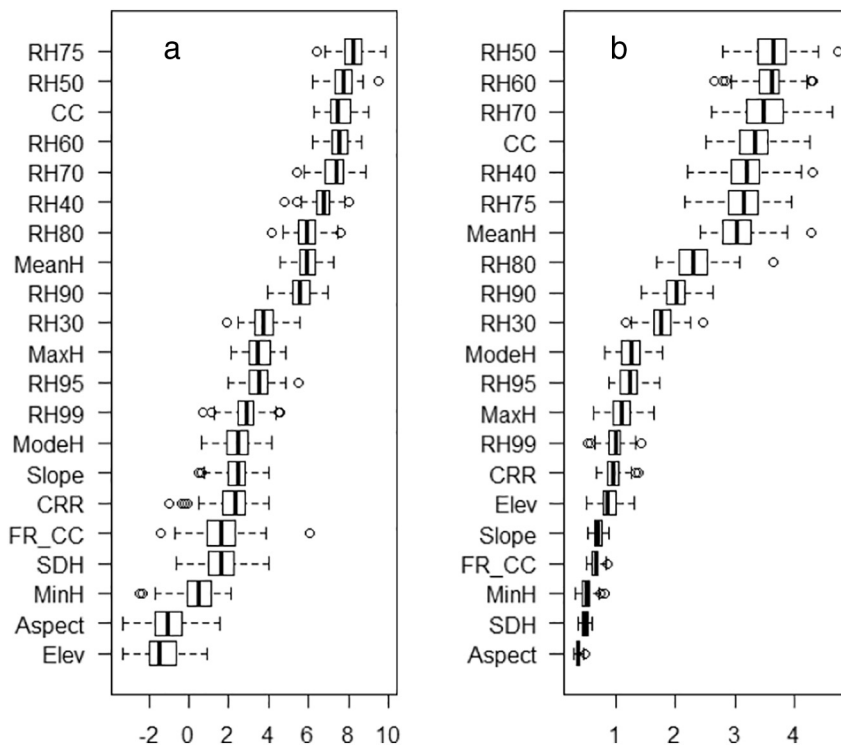 a
RH75
RH50
CC
RH60
RH70
RH40
RH80
MeanH
RH90
RH30
MaxH
RH95
RH99
ModeH
Slope
CRR
FR_CC
SDH
MinH
Aspect
Elev
-2 0 2 4 6 8 10
b
RH50
RH60
RH70
CC
RH40
RH75
MeanH
RH80
RH90
RH30
ModeH
RH95
MaxH
RH99
CRR
Elev
Slope
FR_CC
MinH
SDH
Aspect
1 2 3 4